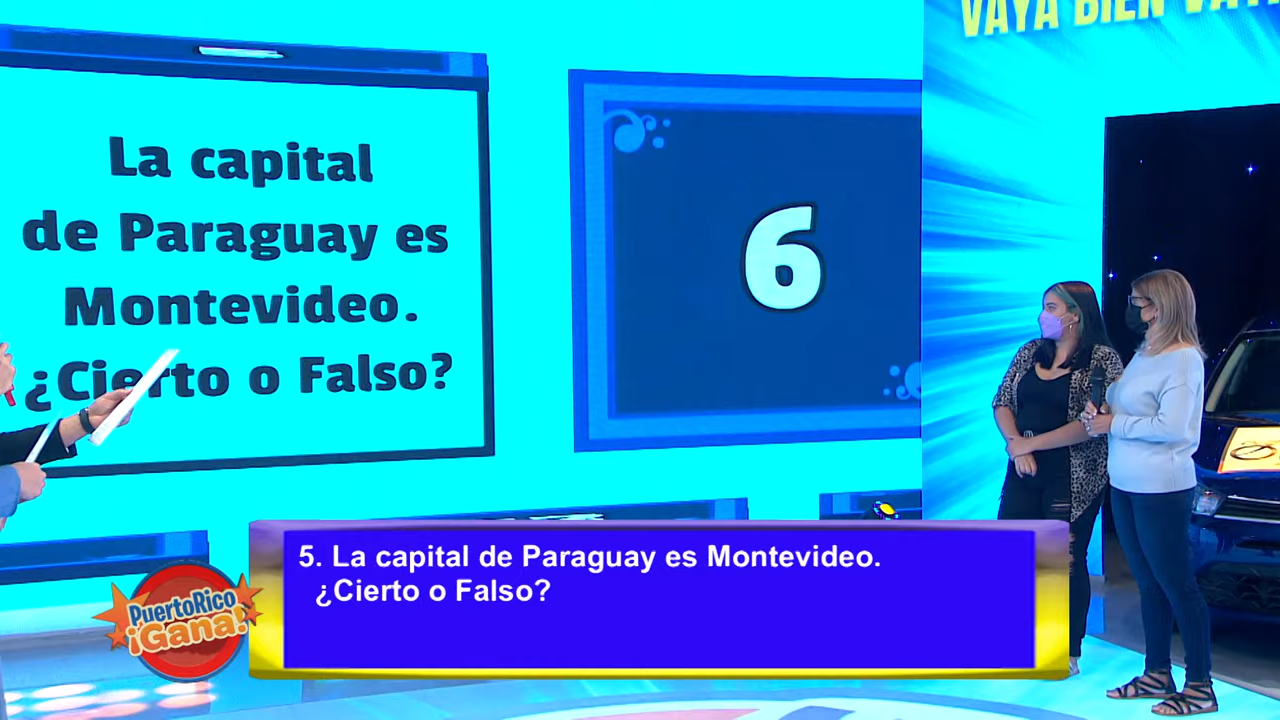 VAYA BIEN
La capital
de Paraguay es
Montevideo.
¿Cierto o Falso?
6
5. La capital de Paraguay es Montevideo.
¿Cierto o Falso?
PuertoRico
¡Gana!